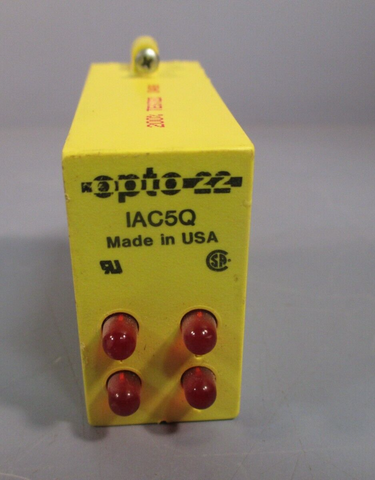 opto 22
IAC5Q
Made in USA